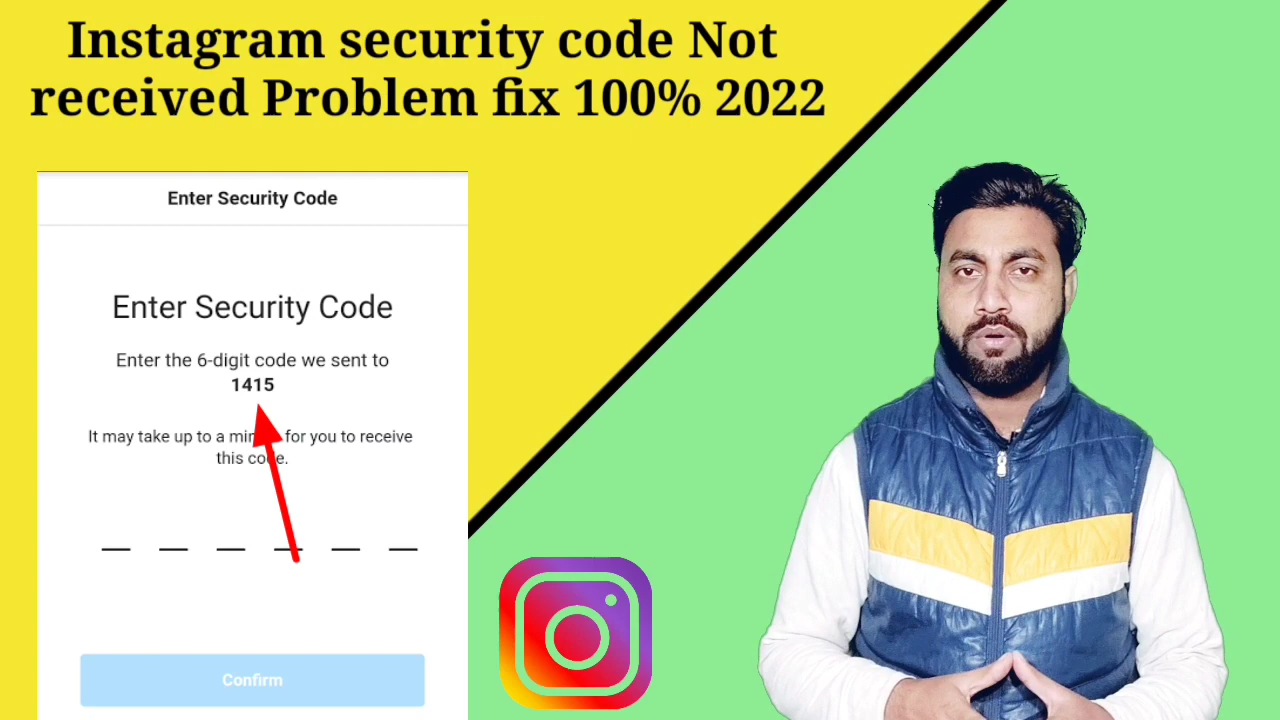 Instagram security code Not
received Problem fix 100% 2022
Enter Security Code
Enter Security Code
Enter the 6-digit code we sent to
1415
It may take up to a for you to receive
this code.
Confirm